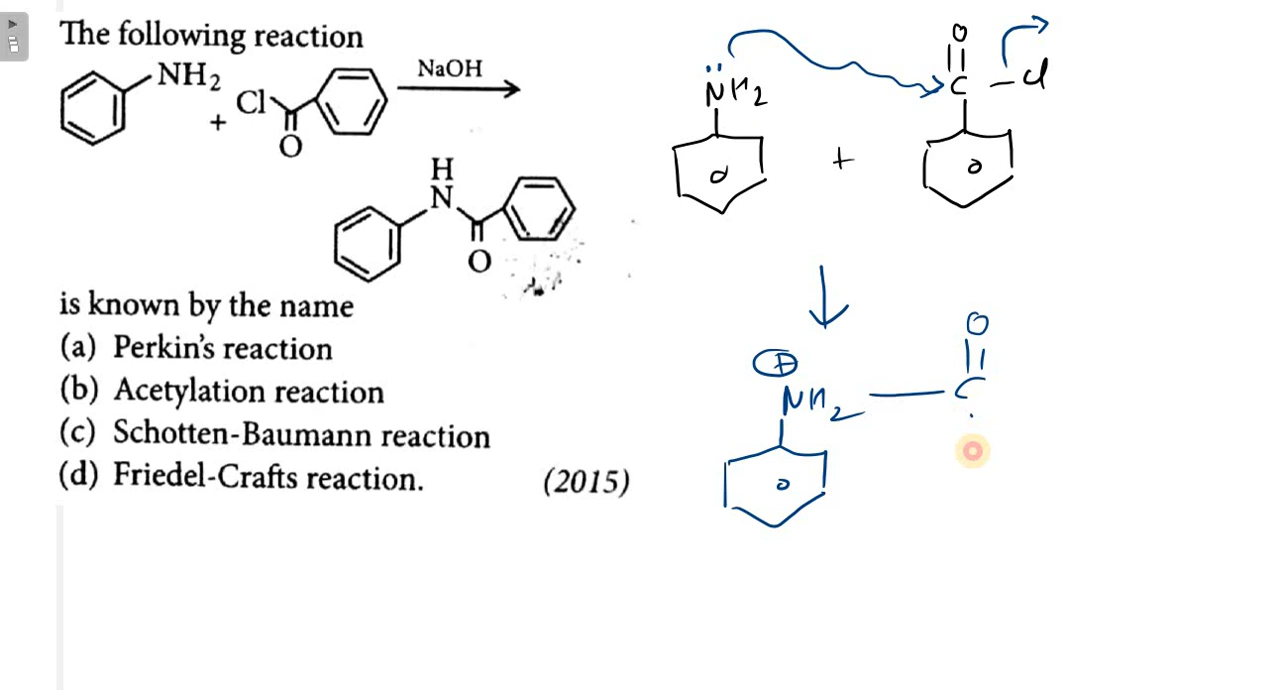 The following reaction
NH2
+
Cl
O
NaOH
H
N
O
is known by the name
(a) Perkin's reaction
(b) Acetylation reaction
(c) Schotten-Baumann reaction
(d) Friedel-Crafts reaction. (2015)
NH2
+
O
C – Cl
⊕
NH2 — C
O